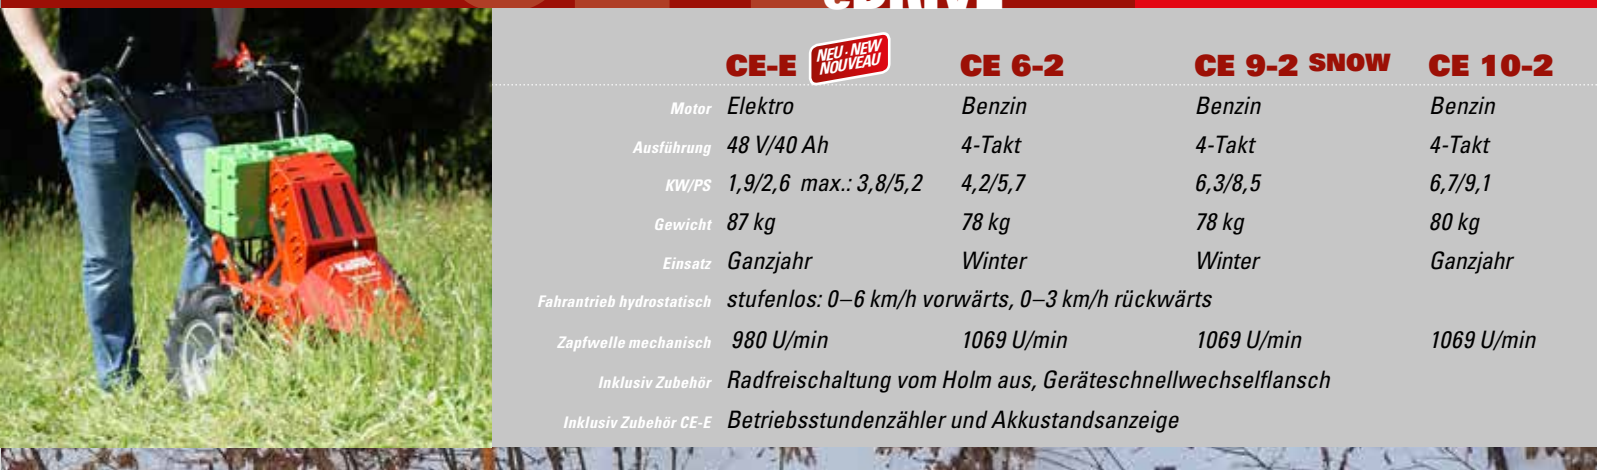 eDRIVE
CE-E NEU · NEW NOUVEAU CE 6-2 CE 9-2 SNOW CE 10-2
Motor Elektro Benzin Benzin Benzin
Ausführung 48 V/40 Ah 4-Takt 4-Takt 4-Takt
KW/PS 1,9/2,6 max.: 3,8/5,2 4,2/5,7 6,3/8,5 6,7/9,1
Gewicht 87 kg 78 kg 78 kg 80 kg
Einsatz Ganzjahr Winter Winter Ganzjahr
Fahrantrieb hydrostatisch stufenlos: 0–6 km/h vorwärts, 0–3 km/h rückwärts
Zapfwelle mechanisch 980 U/min 1069 U/min 1069 U/min 1069 U/min
Inklusiv Zubehör Radfreischaltung vom Holm aus, Geräteschnellwechselflansch
Inklusiv Zubehör CE-E Betriebsstundenzähler und Akkustandsanzeige